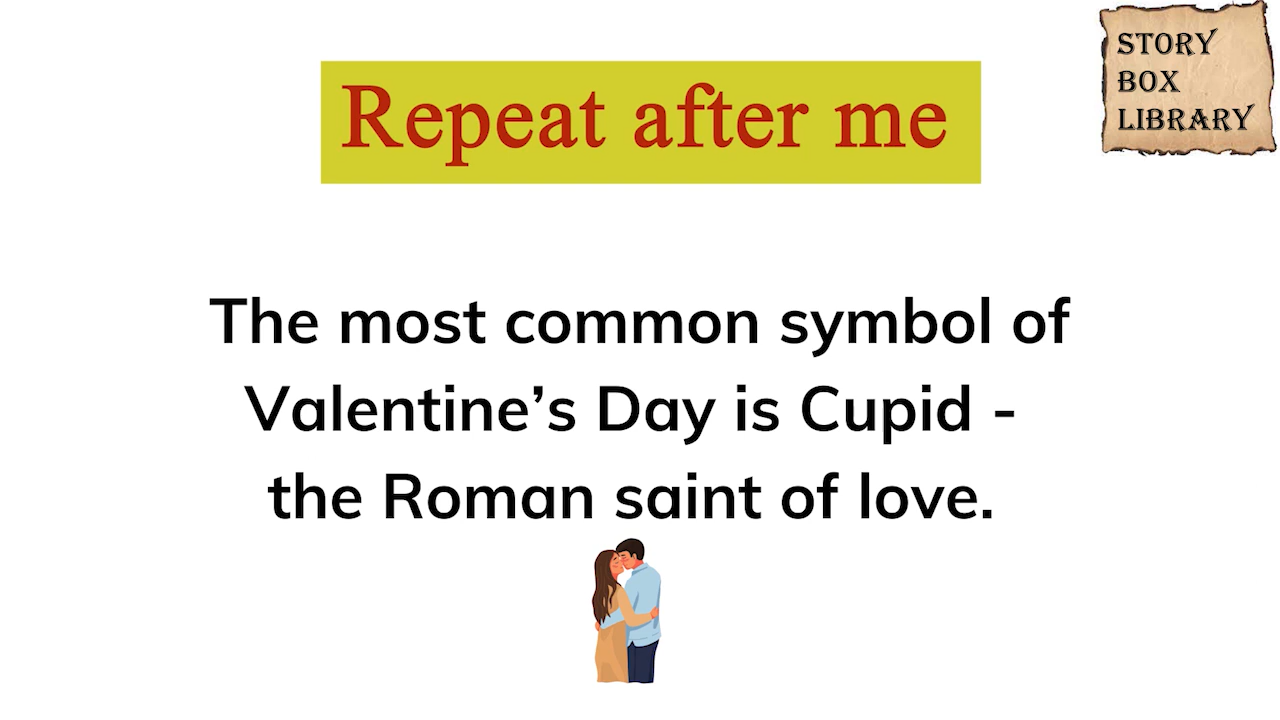 STORY
BOX
LIBRARY
Repeat after me
The most common symbol of
Valentine’s Day is Cupid -
the Roman saint of love.